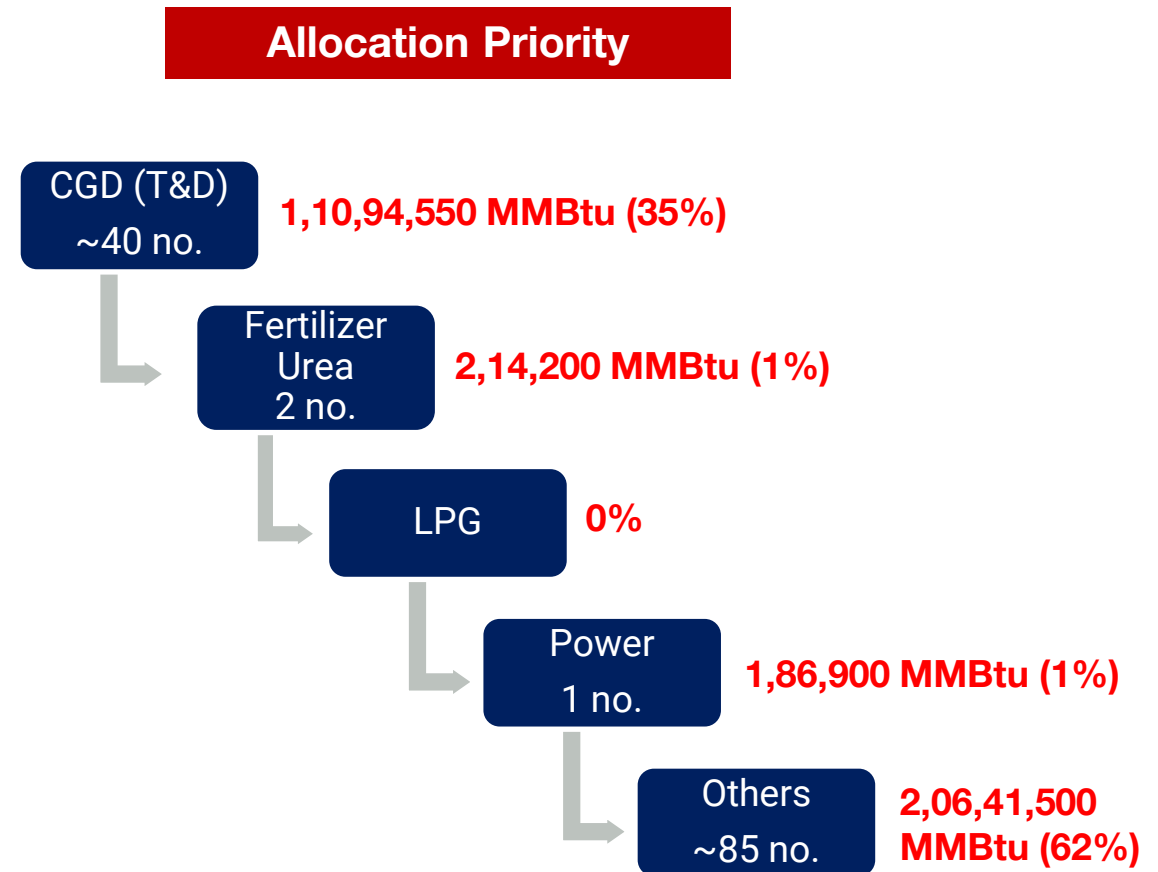 Allocation Priority
CGD (T&D)
~40 no.
1,10,94,550 MMBtu (35%)
Fertilizer
Urea
2 no.
2,14,200 MMBtu (1%)
LPG
0%
Power
1 no.
1,86,900 MMBtu (1%)
Others
~85 no.
2,06,41,500
MMBtu (62%)